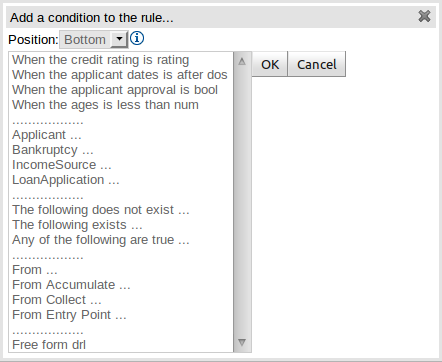 Add a condition to the rule...
Position: Bottom
When the credit rating is rating
When the applicant dates is after dos
When the applicant approval is bool
When the ages is less than num
..................
Applicant ...
Bankruptcy ...
IncomeSource ...
LoanApplication ...
..................
The following does not exist ...
The following exists ...
Any of the following are true ...
..................
From ...
From Accumulate ...
From Collect ...
From Entry Point ...
..................
Free form drl
OK Cancel